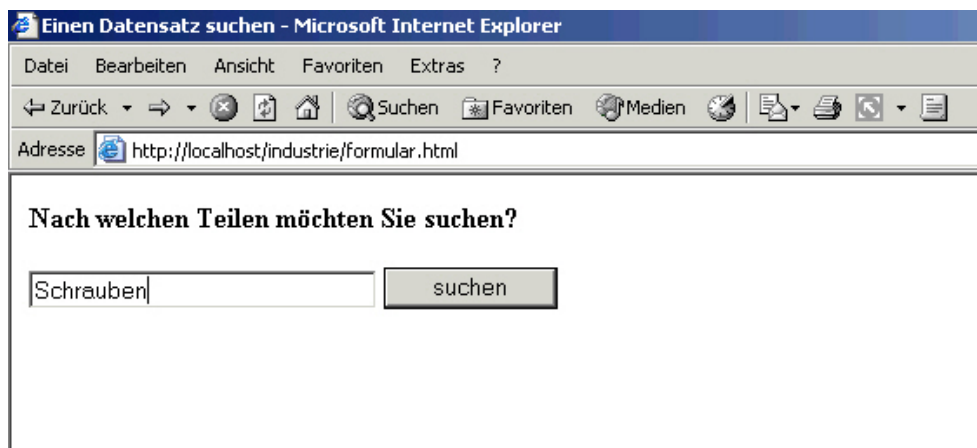 Einen Datensatz suchen - Microsoft Internet Explorer
Datei Bearbeiten Ansicht Favoriten Extras ?
Zurück Suchen Favoriten Medien
Adresse http://localhost/industrie/formular.html
Nach welchen Teilen möchten Sie suchen?
Schrauben suchen